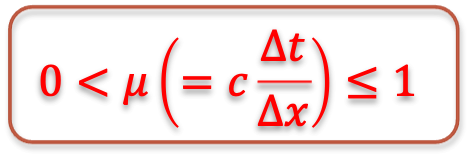 0 < μ (= c Δt/Δx) ≤ 1